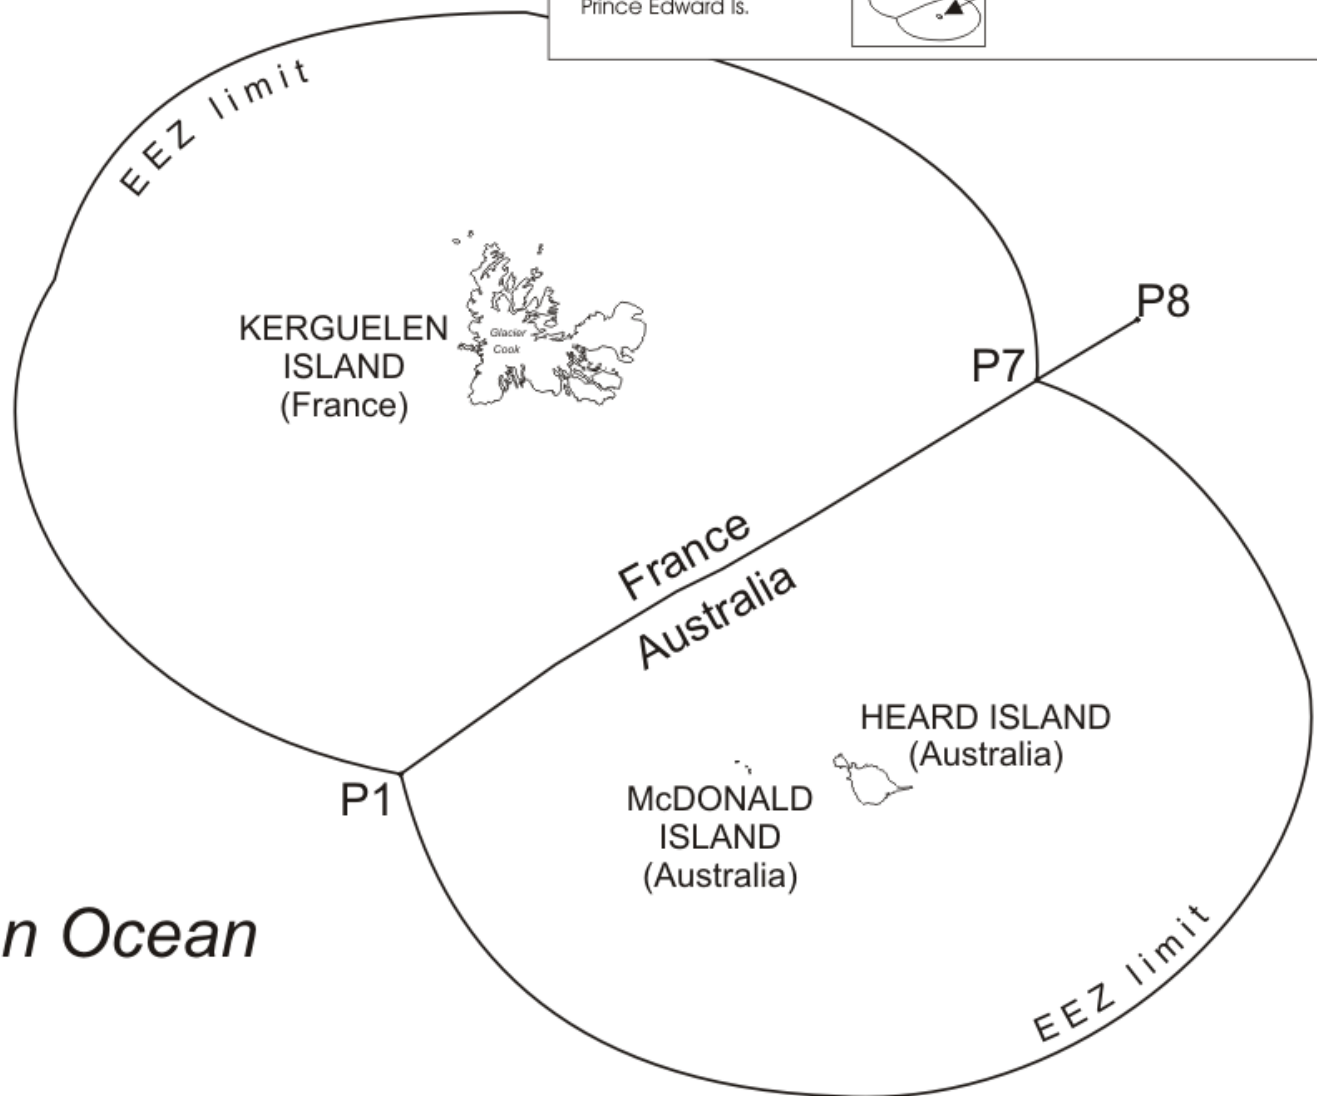 Prince Edward Is.
EEZ limit
P8
KERGUELEN
ISLAND
(France)
Glacier
Cook
P7
France
Australia
HEARD ISLAND
(Australia)
P1
McDONALD
ISLAND
(Australia)
n Ocean
EEZ limit